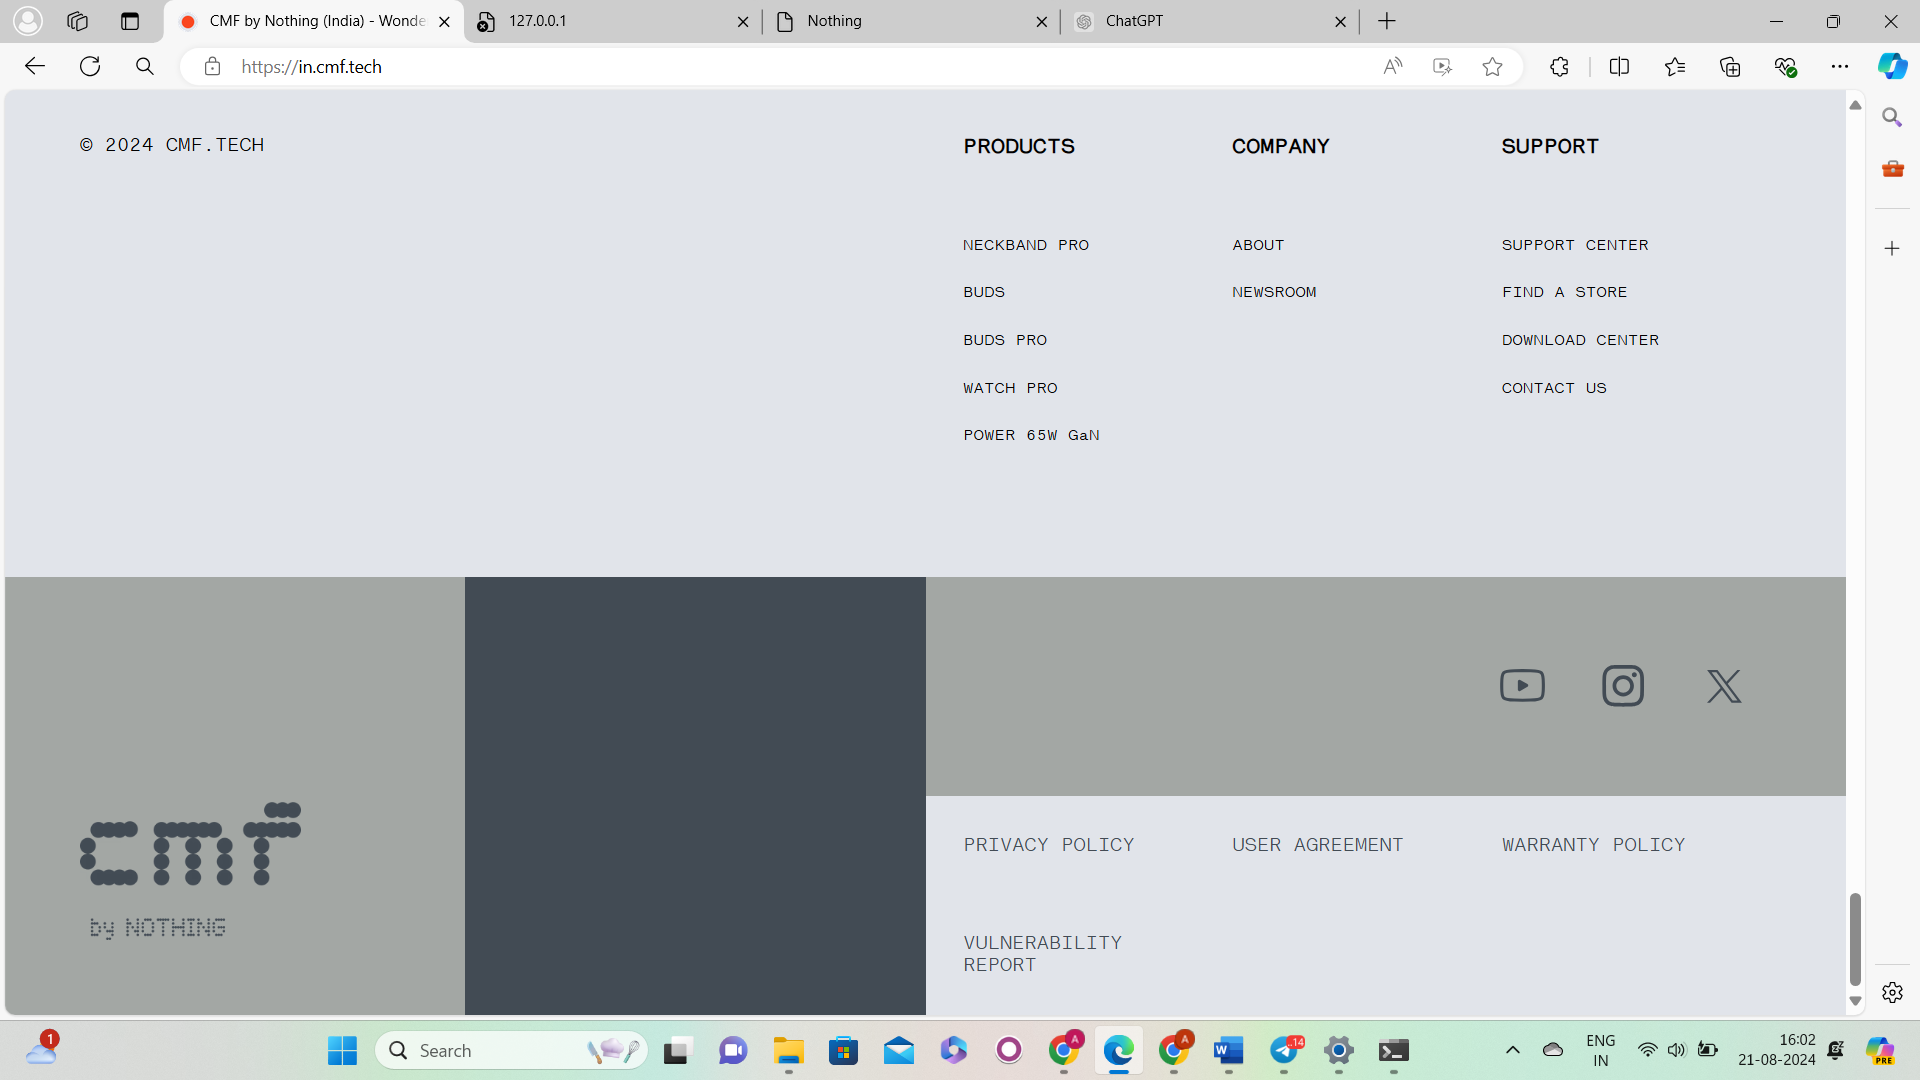 CMF by Nothing (India) - Wonde
127.0.0.1
Nothing
ChatGPT
https://in.cmf.tech
© 2024 CMF.TECH
PRODUCTS
NECKBAND PRO
BUDS
BUDS PRO
WATCH PRO
POWER 65W GaN
COMPANY
ABOUT
NEWSROOM
SUPPORT
SUPPORT CENTER
FIND A STORE
DOWNLOAD CENTER
CONTACT US
cmf
by NOTHING
PRIVACY POLICY
USER AGREEMENT
WARRANTY POLICY
VULNERABILITY
REPORT
1
Search
A
A
..14
ENG
IN
16:02
21-08-2024
PRE